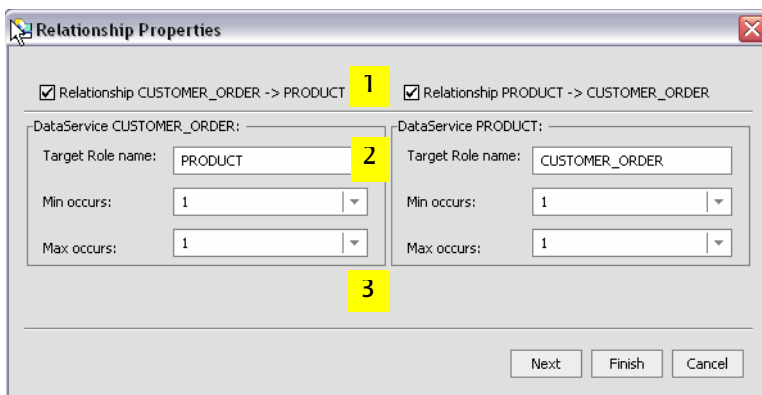 Relationship Properties
Relationship CUSTOMER_ORDER -> PRODUCT 1 Relationship PRODUCT -> CUSTOMER_ORDER
DataService CUSTOMER_ORDER: DataService PRODUCT:
Target Role name: PRODUCT 2 Target Role name: CUSTOMER_ORDER
Min occurs: 1 Min occurs: 1
Max occurs: 1 Max occurs: 1
3
Next Finish Cancel